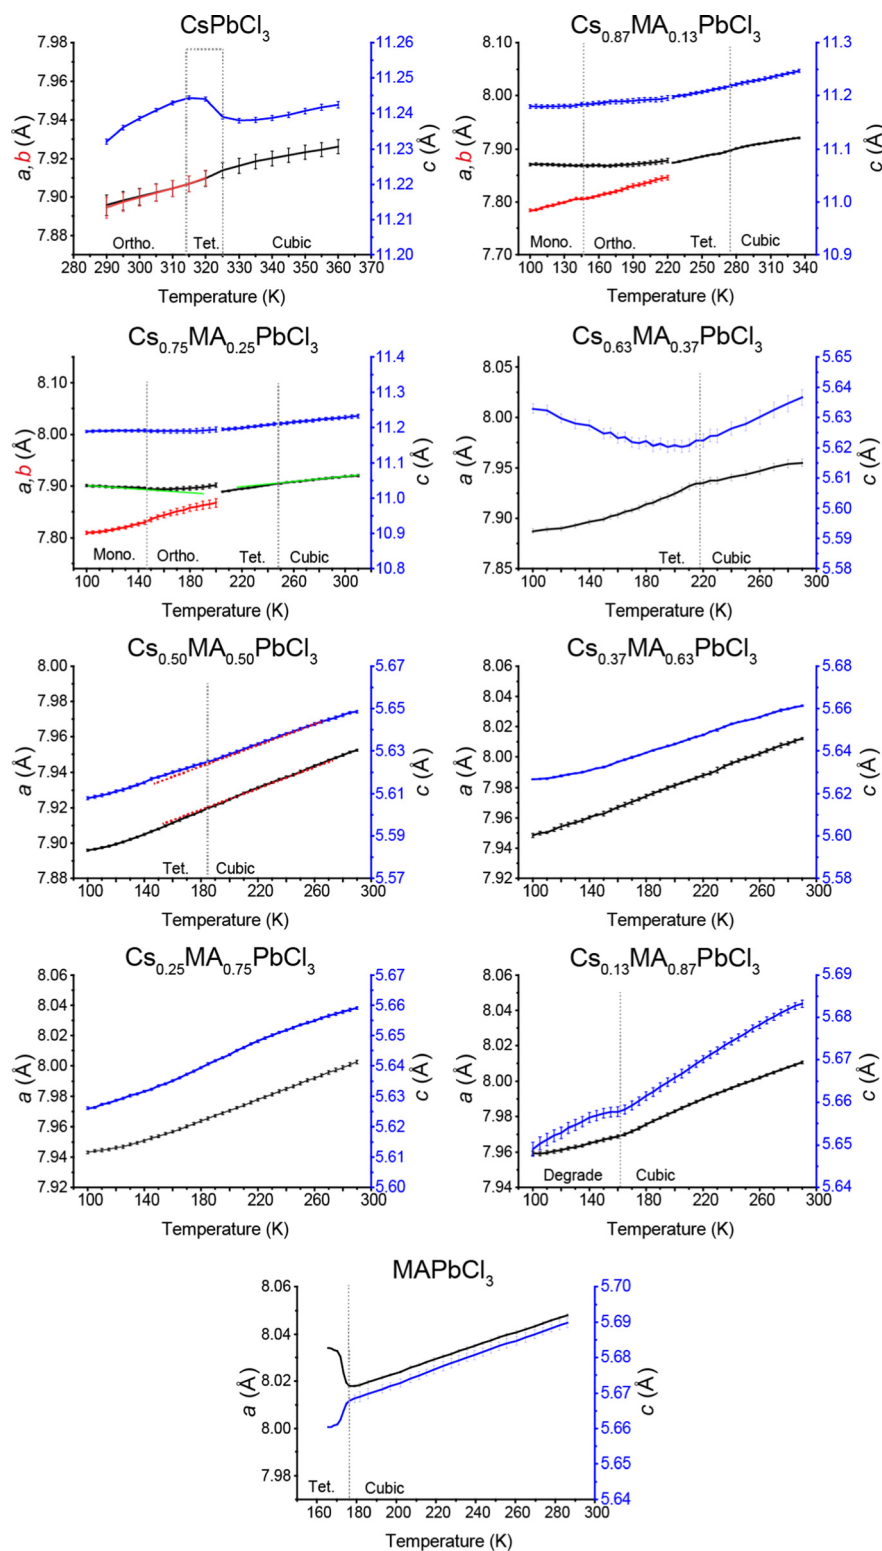 CsPbCl3
Cs0.87MA0.13PbCl3
7.98
7.96
7.94
7.92
7.90
7.88
a,b (Å)
11.26
11.25
11.24
11.23
11.22
11.21
11.20
c (Å)
Ortho. Tet. Cubic
280 290 300 310 320 330 340 350 360 370
Temperature (K)
8.10
8.00
7.90
7.80
7.70
a,b (Å)
11.3
11.2
11.1
11.0
10.9
c (Å)
Mono. Ortho. Tet. Cubic
100 130 160 190 220 250 280 310 340
Temperature (K)
Cs0.75MA0.25PbCl3
Cs0.63MA0.37PbCl3
8.10
8.00
7.90
7.80
a,b (Å)
11.4
11.3
11.2
11.1
11.0
10.9
10.8
c (Å)
Mono. Ortho. Tet. Cubic
100 120 140 160 180 200 220 240 260 280 300
Temperature (K)
8.05
8.00
7.95
7.90
7.85
a (Å)
5.65
5.64
5.63
5.62
5.61
5.60
5.59
5.58
c (Å)
Tet. Cubic
100 140 180 220 260 300
Temperature (K)
Cs0.50MA0.50PbCl3
Cs0.37MA0.63PbCl3
8.00
7.98
7.96
7.94
7.92
7.90
7.88
a (Å)
5.67
5.65
5.63
5.61
5.59
5.57
c (Å)
Tet. Cubic
100 140 180 220 260 300
Temperature (K)
8.06
8.04
8.02
8.00
7.98
7.96
7.94
7.92
a (Å)
5.68
5.66
5.64
5.62
5.60
5.58
c (Å)
100 140 180 220 260 300
Temperature (K)
Cs0.25MA0.75PbCl3
Cs0.13MA0.87PbCl3
8.06
8.04
8.02
8.00
7.98
7.96
7.94
7.92
a (Å)
5.67
5.66
5.65
5.64
5.63
5.62
5.61
5.60
c (Å)
100 140 180 220 260 300
Temperature (K)
8.06
8.04
8.02
8.00
7.98
7.96
7.94
a (Å)
5.69
5.68
5.67
5.66
5.65
5.64
c (Å)
Degrade Cubic
100 140 180 220 260 300
Temperature (K)
MAPbCl3
8.06
8.04
8.02
8.00
7.98
a (Å)
5.70
5.69
5.68
5.67
5.66
5.65
5.64
c (Å)
Tet. Cubic
160 180 200 220 240 260 280 300
Temperature (K)